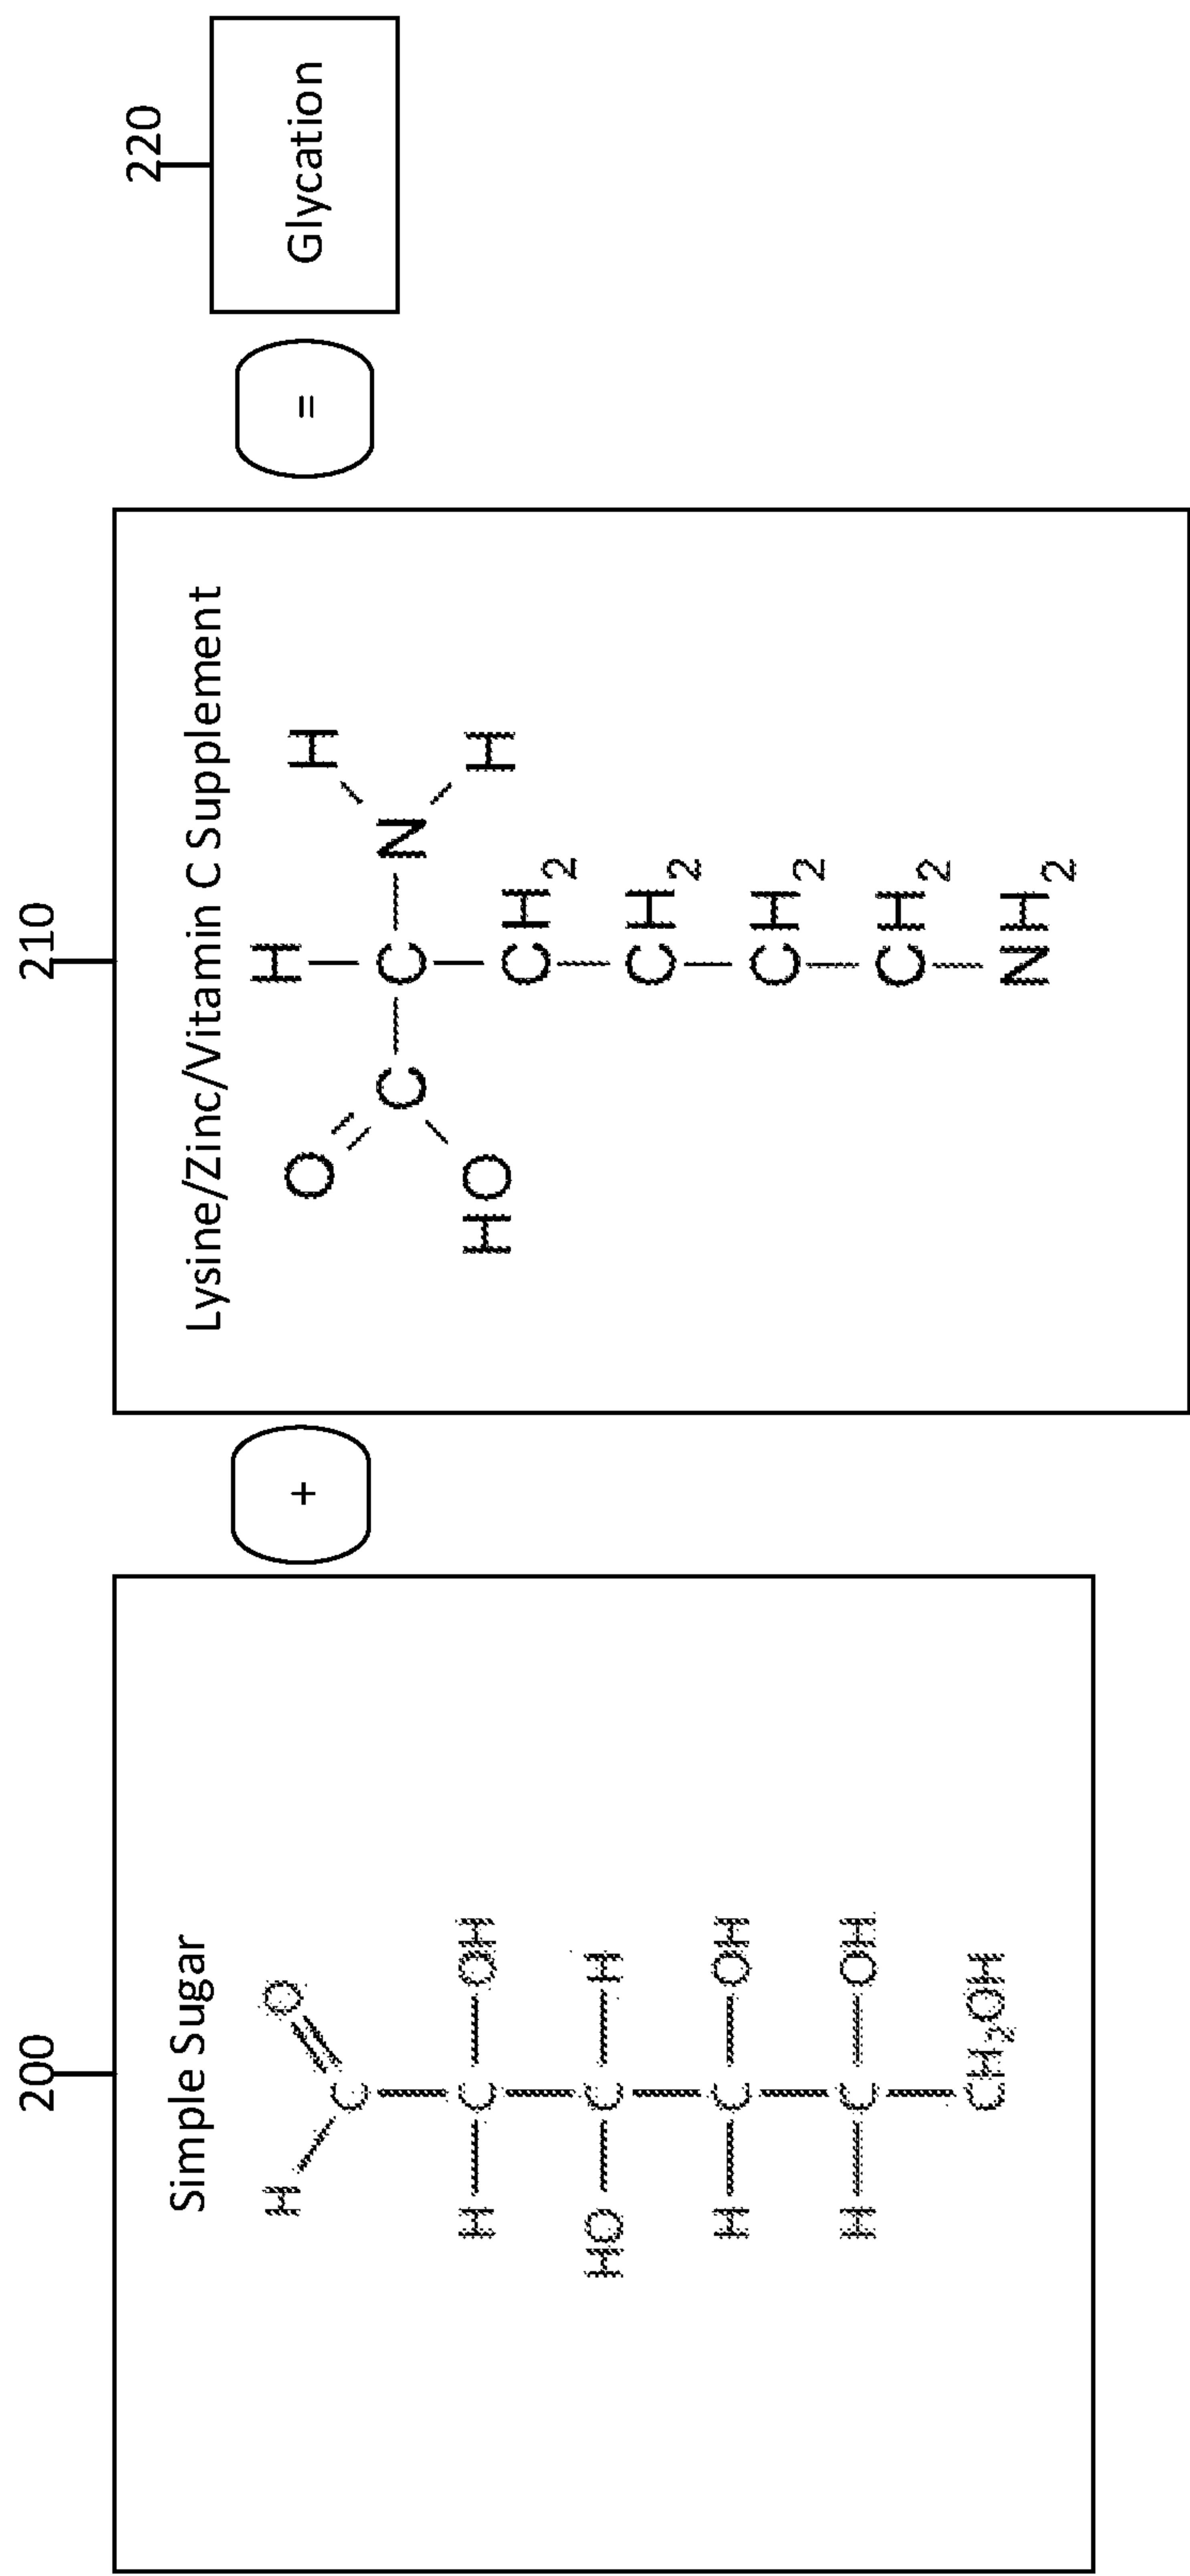 200
Simple Sugar
H O
C
H C OH
HO C H
H C OH
H C OH
CH2OH
+
210
Lysine/Zinc/Vitamin C Supplement
H
O H
C C N
HO H
CH2
CH2
CH2
CH2
NH2
=
220
Glycation